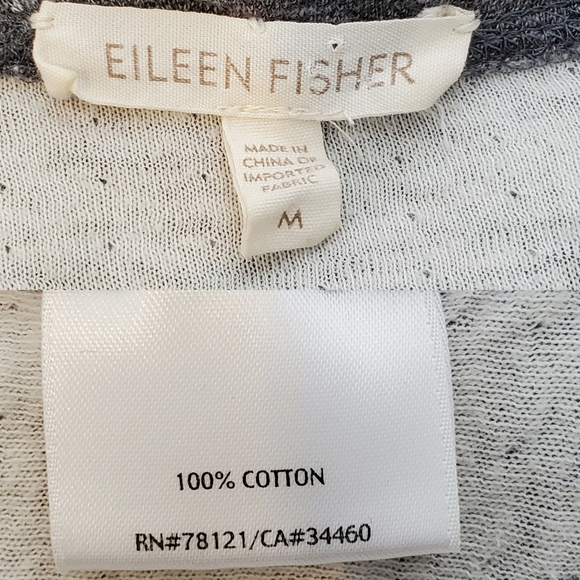 EILEEN FISHER
MADE IN
CHINA OF
IMPORTED
FABRIC
M
100% COTTON
RN#78121/CA#34460